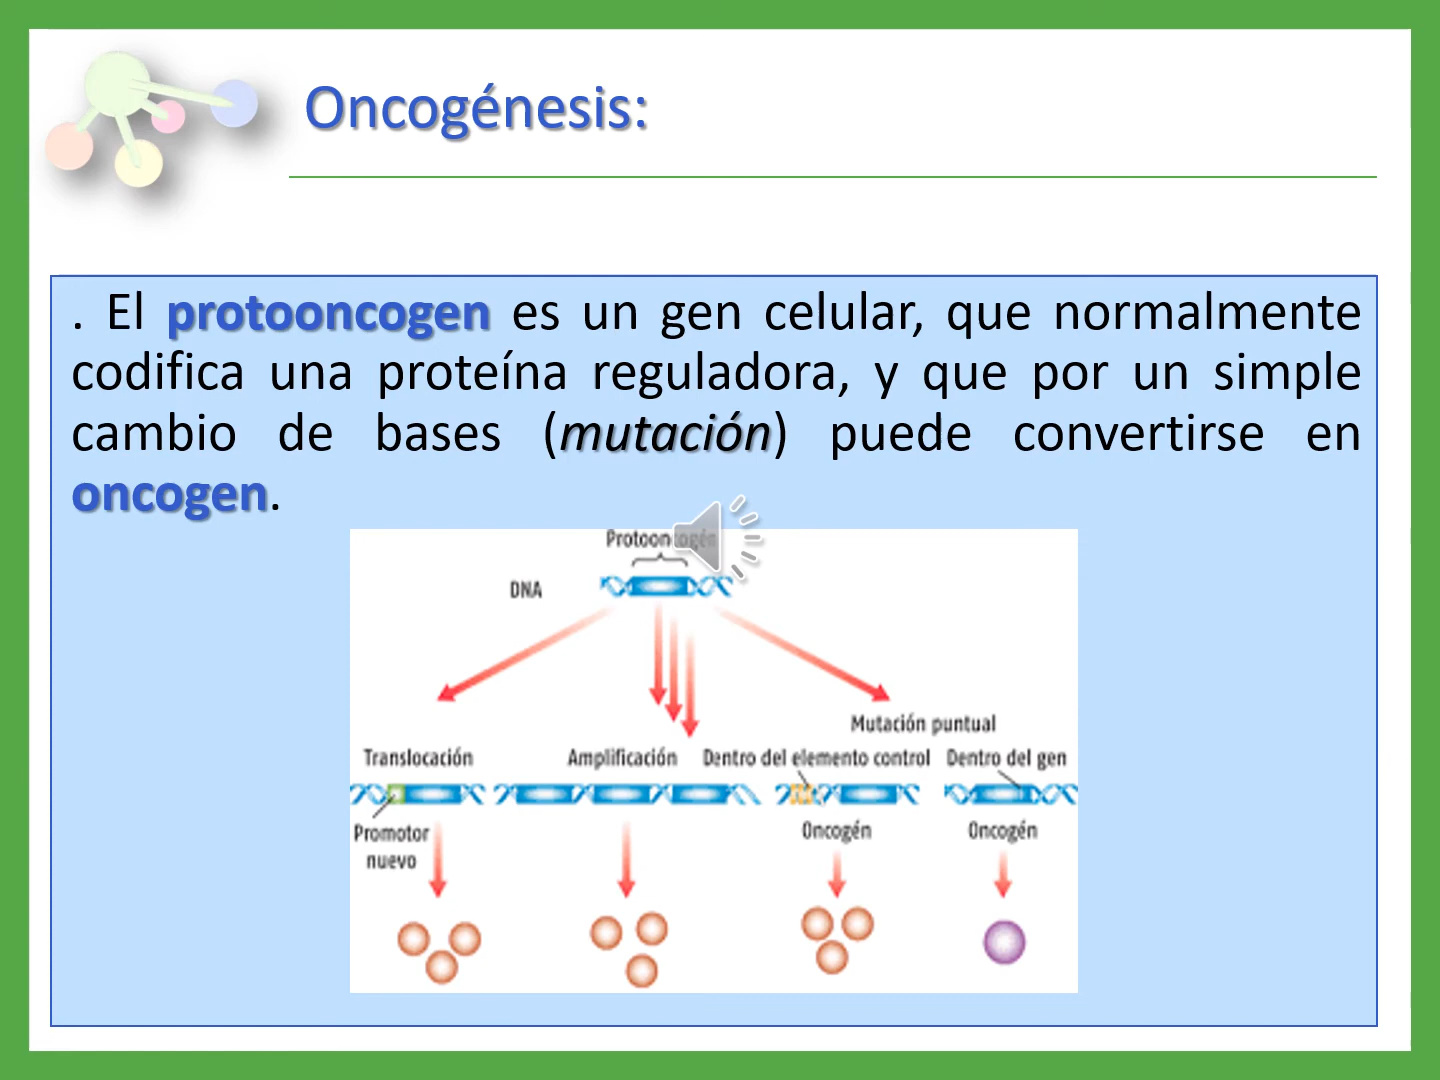 Oncogénesis:
. El protooncogen es un gen celular, que normalmente
codifica una proteína reguladora, y que por un simple
cambio de bases (mutación) puede convertirse en
oncogen.
Protooncogén
DNA
Mutación puntual
Translocación Amplificación Dentro del elemento control Dentro del gen
Promotor
nuevo
Oncogén Oncogén